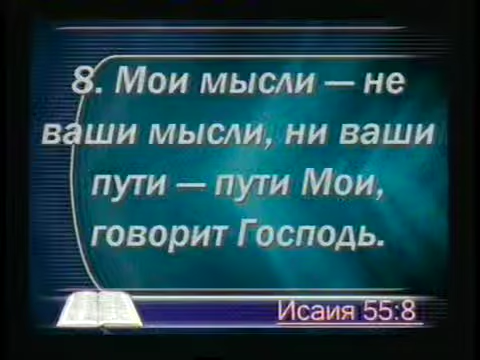 8. Мои мысли — не
ваши мысли, ни ваши
пути — пути Мои,
говорит Господь.
Исаия 55:8